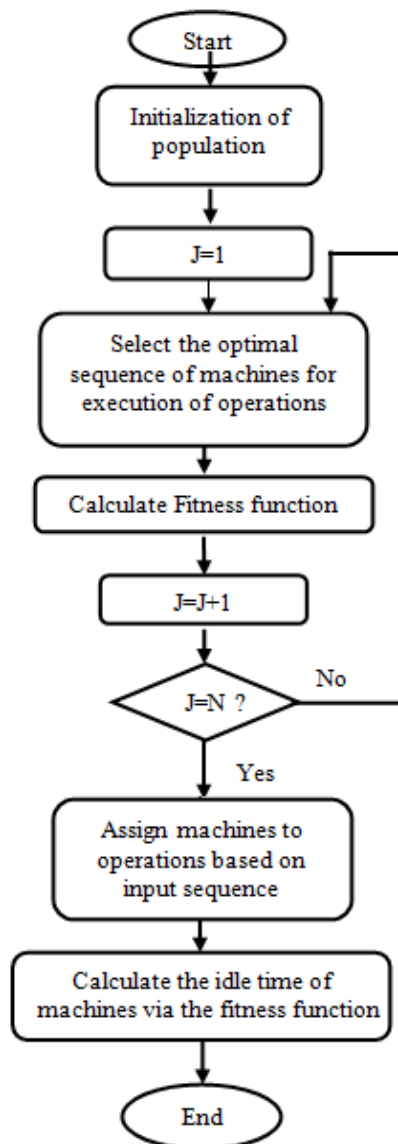 Start
Initialization of
population
J=1
Select the optimal
sequence of machines for
execution of operations
Calculate Fitness function
J=J+1
J=N ?
No
Yes
Assign machines to
operations based on
input sequence
Calculate the idle time of
machines via the fitness function
End